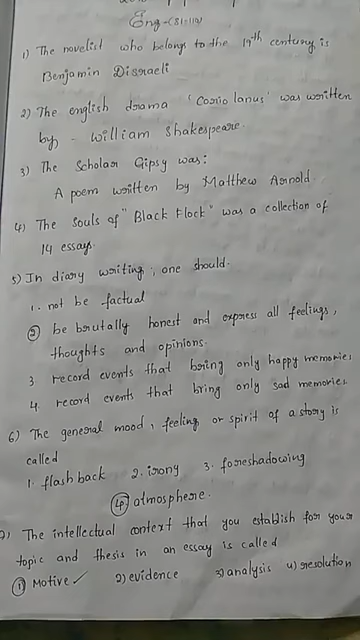 Eng-(81-110)
1) The novelist who belongs to the 19th century is
Benjamin Disraeli
2) The english drama 'Corio lanus' was written
by - William Shakespeare.
3) The Scholar Gipsy was:
A poem written by Matthew Arnold.
4) The Souls of "Black Flock" was a collection of
14 essays.
5) In diary writing, one should-
1. not be factual
2 be brutally honest and express all feelings,
thoughts and opinions.
3. record events that bring only happy memories
4. record events that bring only sad memories.
6) The general mood, feeling or spirit of a story is
called
1. flash back 2. irony 3. foreshadowing
4 atmosphere.
7) The intellectual context that you establish for your
topic and thesis in an essay is called
1 Motive ✓ 2) evidence 3) analysis 4) resolution